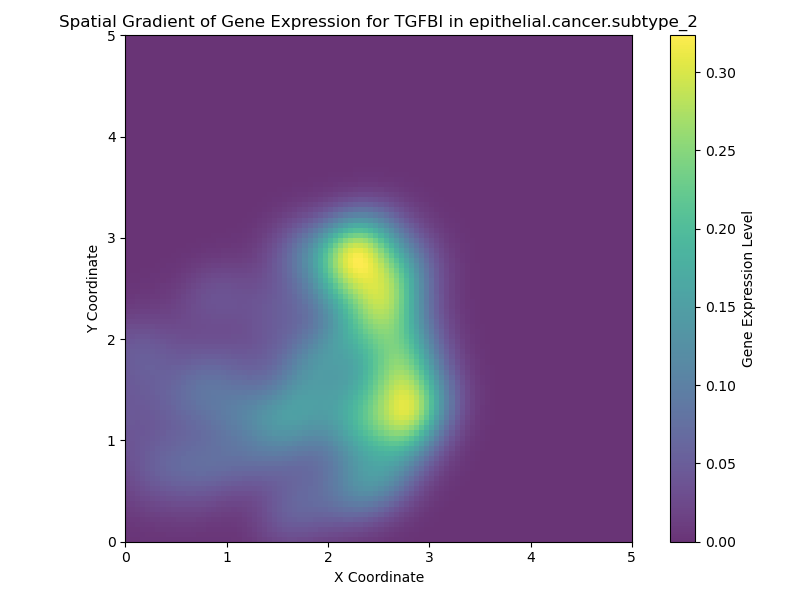 Spatial Gradient of Gene Expression for TGFBI in epithelial.cancer.subtype_2
5
4
3
2
1
0
Y Coordinate
0 1 2 3 4 5
X Coordinate
0.30
0.25
0.20
0.15
0.10
0.05
0.00
Gene Expression Level